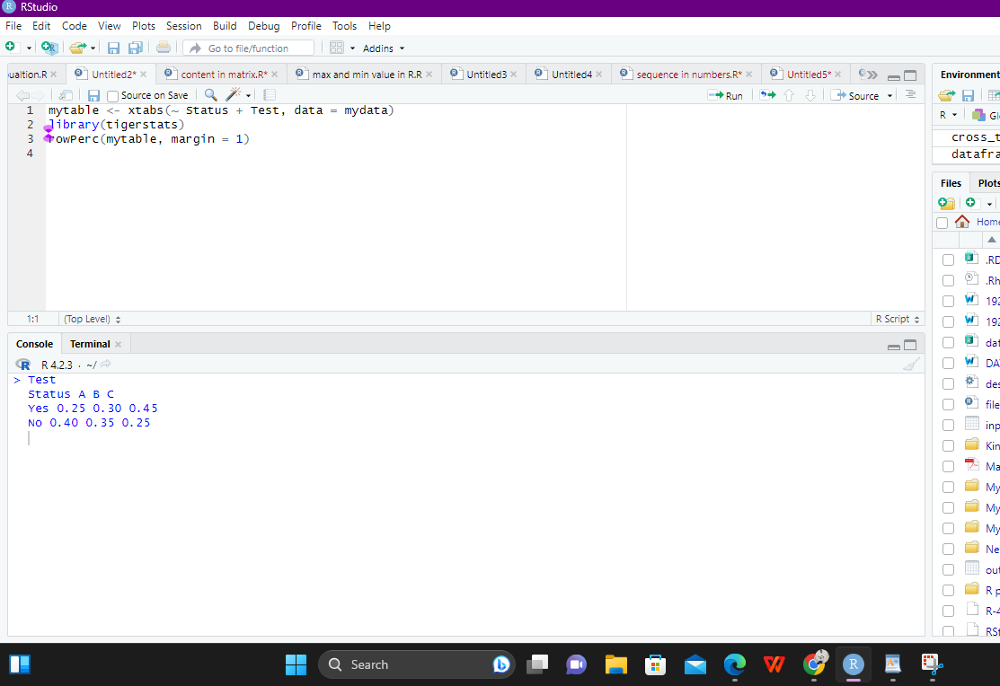 RStudio
File Edit Code View Plots Session Build Debug Profile Tools Help
Go to file/function Addins
uation.R Untitled2* content in matrix.R* max and min value in R.R Untitled3 Untitled4 sequence in numbers.R* Untitled5*
Source on Save Run Source
1 mytable <- xtabs(~ Status + Test, data = mydata)
2 library(tigerstats)
3 rowPerc(mytable, margin = 1)
4
1:1 (Top Level) R Script
Console Terminal
R 4.2.3 · ~/
> Test
Status A B C
Yes 0.25 0.30 0.45
No 0.40 0.35 0.25
Environment
R Gl
cross_t
datafra
Files Plots
Home
.RD
.Rh
192
192
dat
DA
des
file
inp
Kin
Ma
My
My
My
Ne
out
R p
R-4
RSt
Search